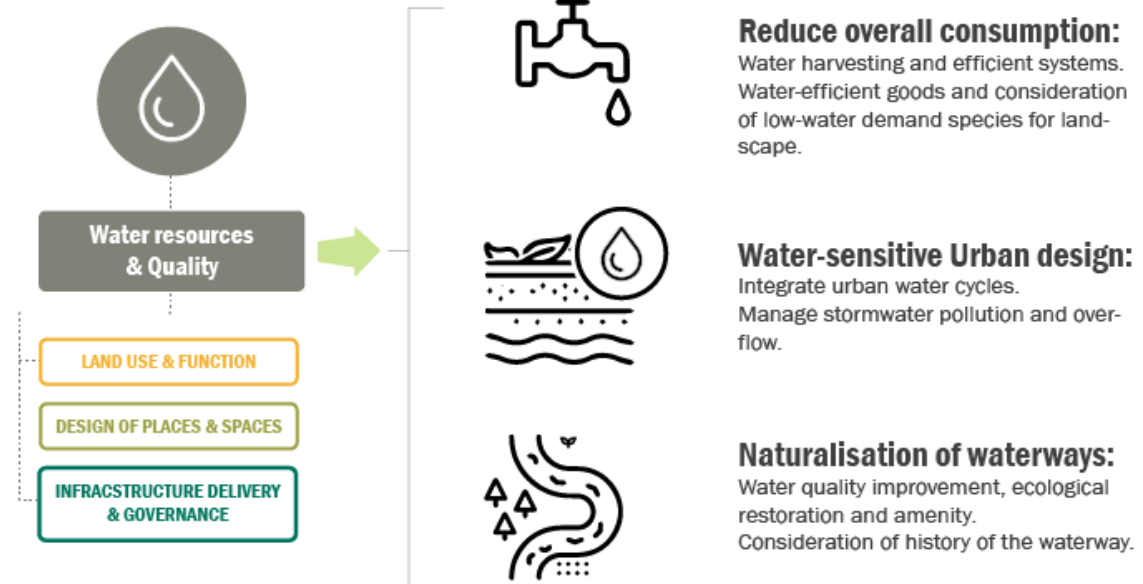 Water resources
& Quality
LAND USE & FUNCTION
DESIGN OF PLACES & SPACES
INFRACSTRUCTURE DELIVERY
& GOVERNANCE
Reduce overall consumption:
Water harvesting and efficient systems.
Water-efficient goods and consideration
of low-water demand species for land-
scape.
Water-sensitive Urban design:
Integrate urban water cycles.
Manage stormwater pollution and over-
flow.
Naturalisation of waterways:
Water quality improvement, ecological
restoration and amenity.
Consideration of history of the waterway.